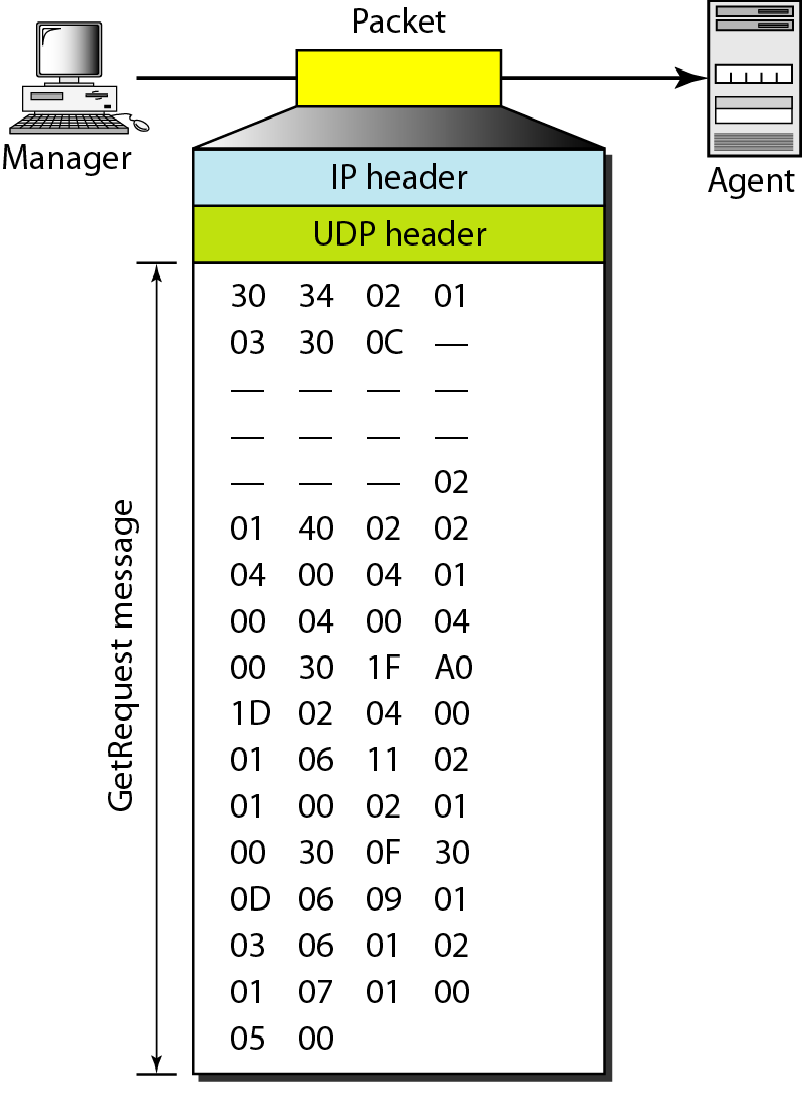 Packet
Manager
Agent
IP header
UDP header
GetRequest message
30 34 02 01
03 30 0C —
— — — —
— — — —
— — — 02
01 40 02 02
04 00 04 01
00 04 00 04
00 30 1F A0
1D 02 04 00
01 06 11 02
01 00 02 01
00 30 0F 30
0D 06 09 01
03 06 01 02
01 07 01 00
05 00